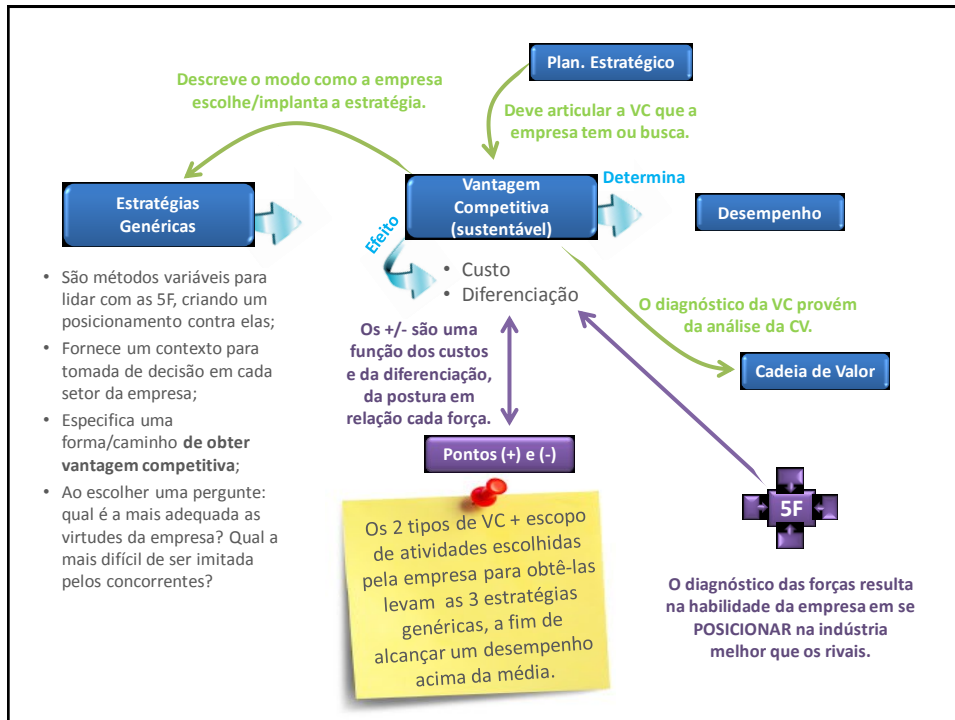 Plan. Estratégico
Descreve o modo como a empresa
escolhe/implanta a estratégia.
Deve articular a VC que a
empresa tem ou busca.
Estratégias
Genéricas
Vantagem
Competitiva
(sustentável)
Determina
Desempenho
Efeito
• Custo
• Diferenciação
• São métodos variáveis para
lidar com as 5F, criando um
posicionamento contra elas;
• Fornece um contexto para
tomada de decisão em cada
setor da empresa;
• Especifica uma
forma/caminho de obter
vantagem competitiva;
• Ao escolher uma pergunte:
qual é a mais adequada as
virtudes da empresa? Qual a
mais difícil de ser imitada
pelos concorrentes?
Os +/- são uma
função dos custos
e da diferenciação,
da postura em
relação cada força.
O diagnóstico da VC provém
da análise da CV.
Cadeia de Valor
Pontos (+) e (-)
Os 2 tipos de VC + escopo
de atividades escolhidas
pela empresa para obtê-las
levam as 3 estratégias
genéricas, a fim de
alcançar um desempenho
acima da média.
5F
O diagnóstico das forças resulta
na habilidade da empresa em se
POSICIONAR na indústria
melhor que os rivais.